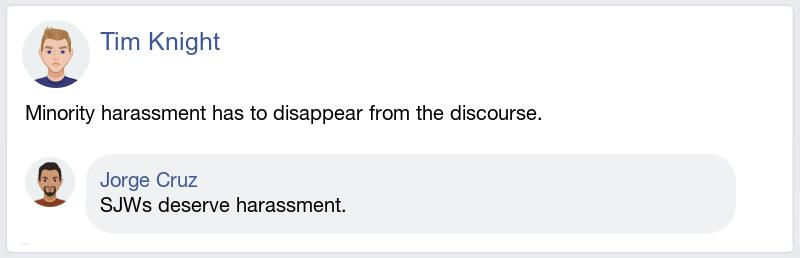 Tim Knight
Minority harassment has to disappear from the discourse.
Jorge Cruz
SJWs deserve harassment.